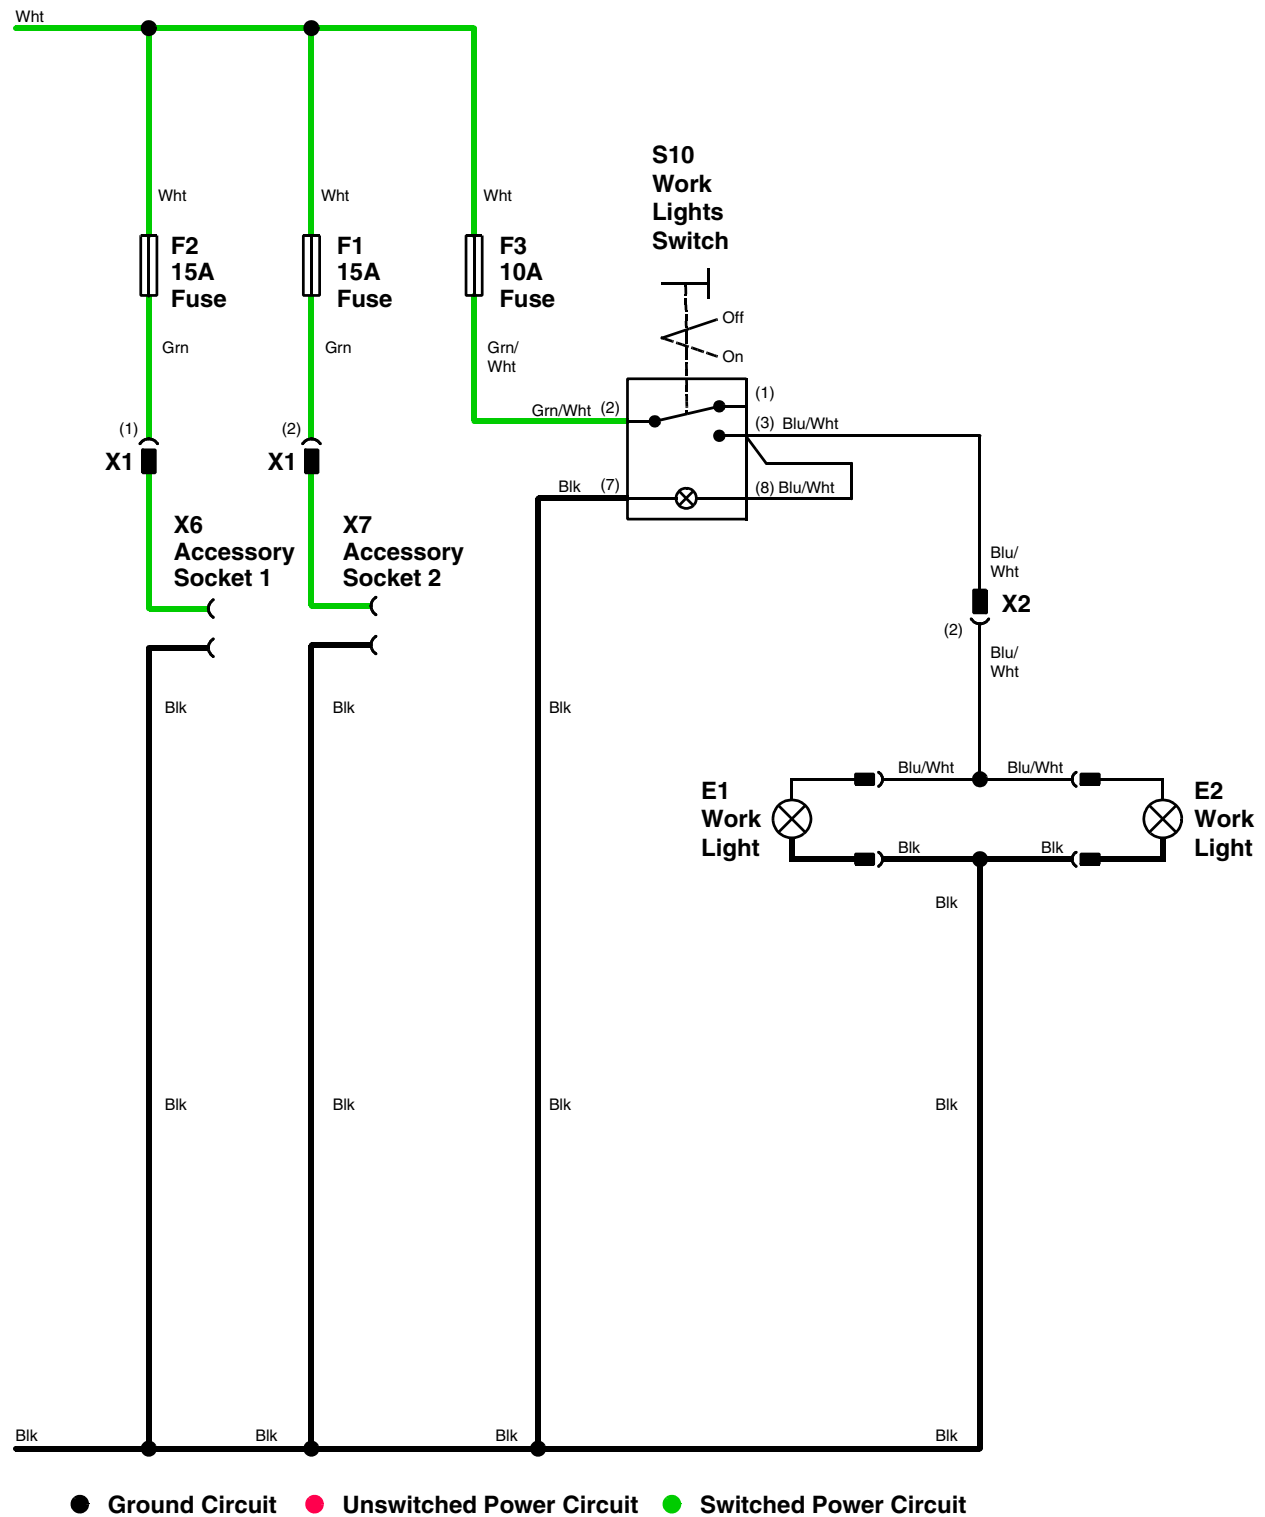 Wht
S10
Work
Lights
Switch
Wht
Wht
Wht
F2
15A
Fuse
F1
15A
Fuse
F3
10A
Fuse
Off
On
Grn
Grn
Grn/
Wht
(1)
Grn/Wht (2)
(3) Blu/Wht
(1)
X1
(2)
X1
Blk (7)
(8) Blu/Wht
X6
Accessory
Socket 1
X7
Accessory
Socket 2
Blu/
Wht
X2
(2)
Blu/
Wht
Blk
Blk
Blk
Blu/Wht
Blu/Wht
E1
Work
Light
E2
Work
Light
Blk
Blk
Blk
Blk
Blk
Blk
Blk
Blk
Blk
Blk
Blk
Ground Circuit
Unswitched Power Circuit
Switched Power Circuit